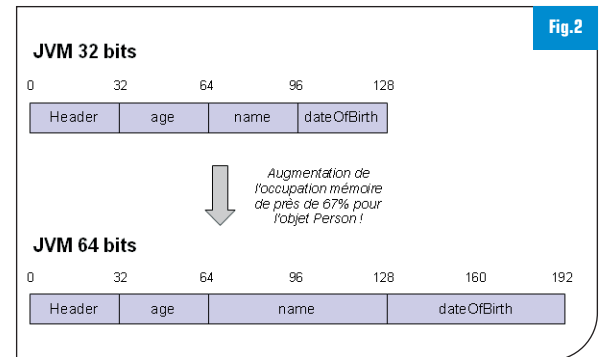 Fig.2
JVM 32 bits
0 32 64 96 128
Header age name dateOfBirth
Augmentation de
l'occupation mémoire
de près de 67% pour
l'objet Person !
JVM 64 bits
0 32 64 96 128 160 192
Header age name dateOfBirth